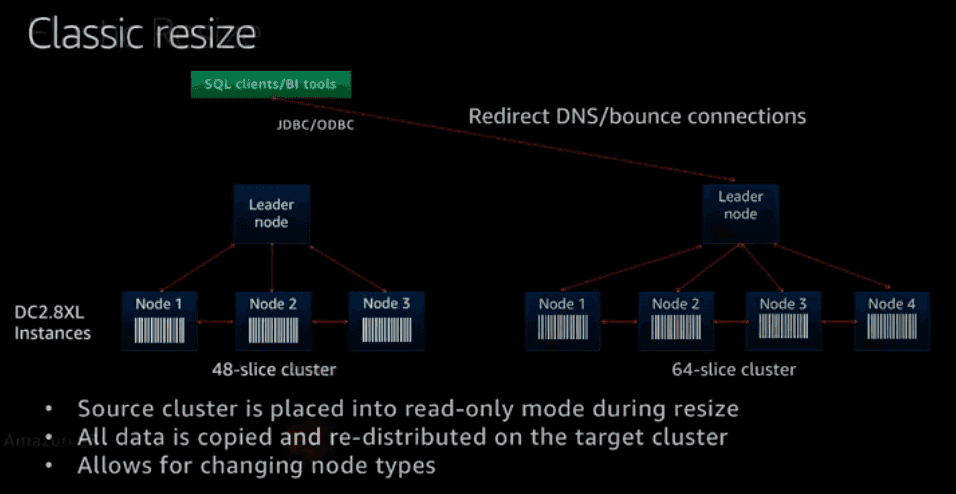 Classic resize
SQL clients/BI tools
JDBC/ODBC
Redirect DNS/bounce connections
Leader
node
Leader
node
DC2.8XL
Instances
Node 1
Node 2
Node 3
Node 1
Node 2
Node 3
Node 4
48-slice cluster
64-slice cluster
• Source cluster is placed into read-only mode during resize
• All data is copied and re-distributed on the target cluster
• Allows for changing node types
Amazon